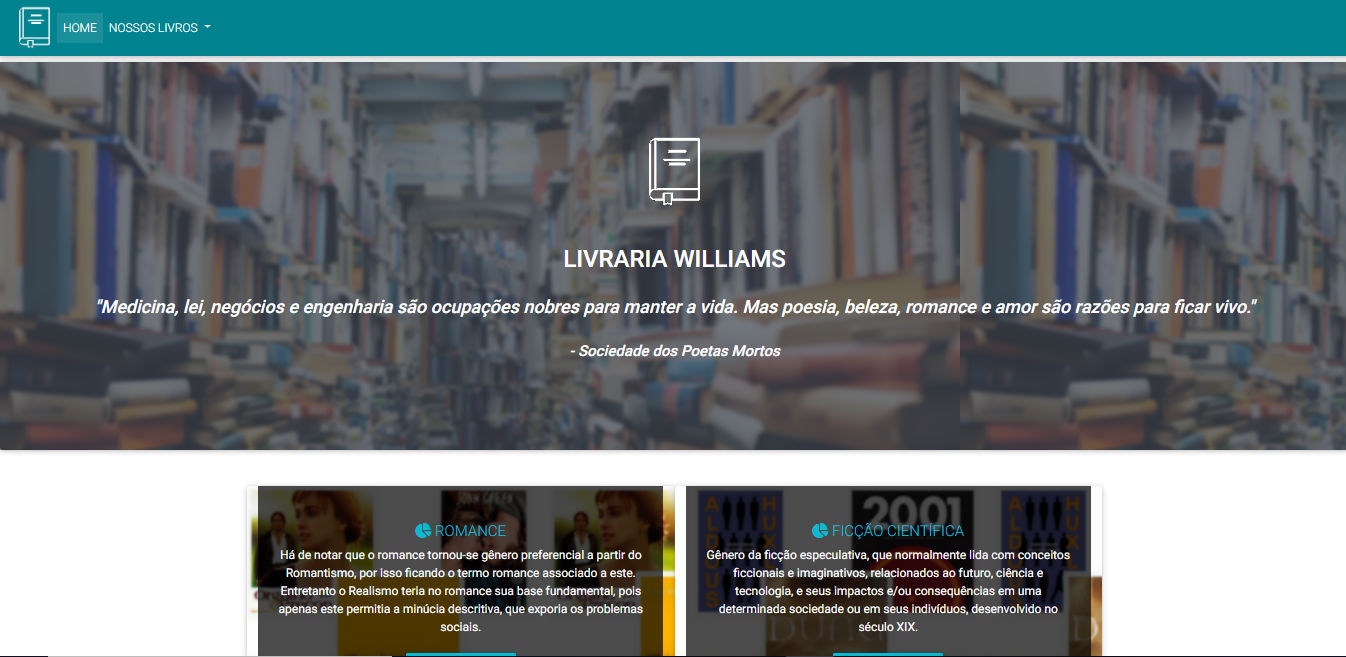 HOME NOSSOS LIVROS
LIVRARIA WILLIAMS
"Medicina, lei, negócios e engenharia são ocupações nobres para manter a vida. Mas poesia, beleza, romance e amor são razões para ficar vivo."
- Sociedade dos Poetas Mortos
ROMANCE
Há de notar que o romance tornou-se gênero preferencial a partir do
Romantismo, por isso ficando o termo romance associado a este.
Entretanto o Realismo teria no romance sua base fundamental, pois
apenas este permitia a minúcia descritiva, que exporia os problemas
sociais.
2001
FICÇÃO CIENTÍFICA
Gênero da ficção especulativa, que normalmente lida com conceitos
ficcionais e imaginativos, relacionados ao futuro, ciência e
tecnologia, e seus impactos e/ou consequências em uma
determinada sociedade ou em seus indivíduos, desenvolvido no
século XIX.